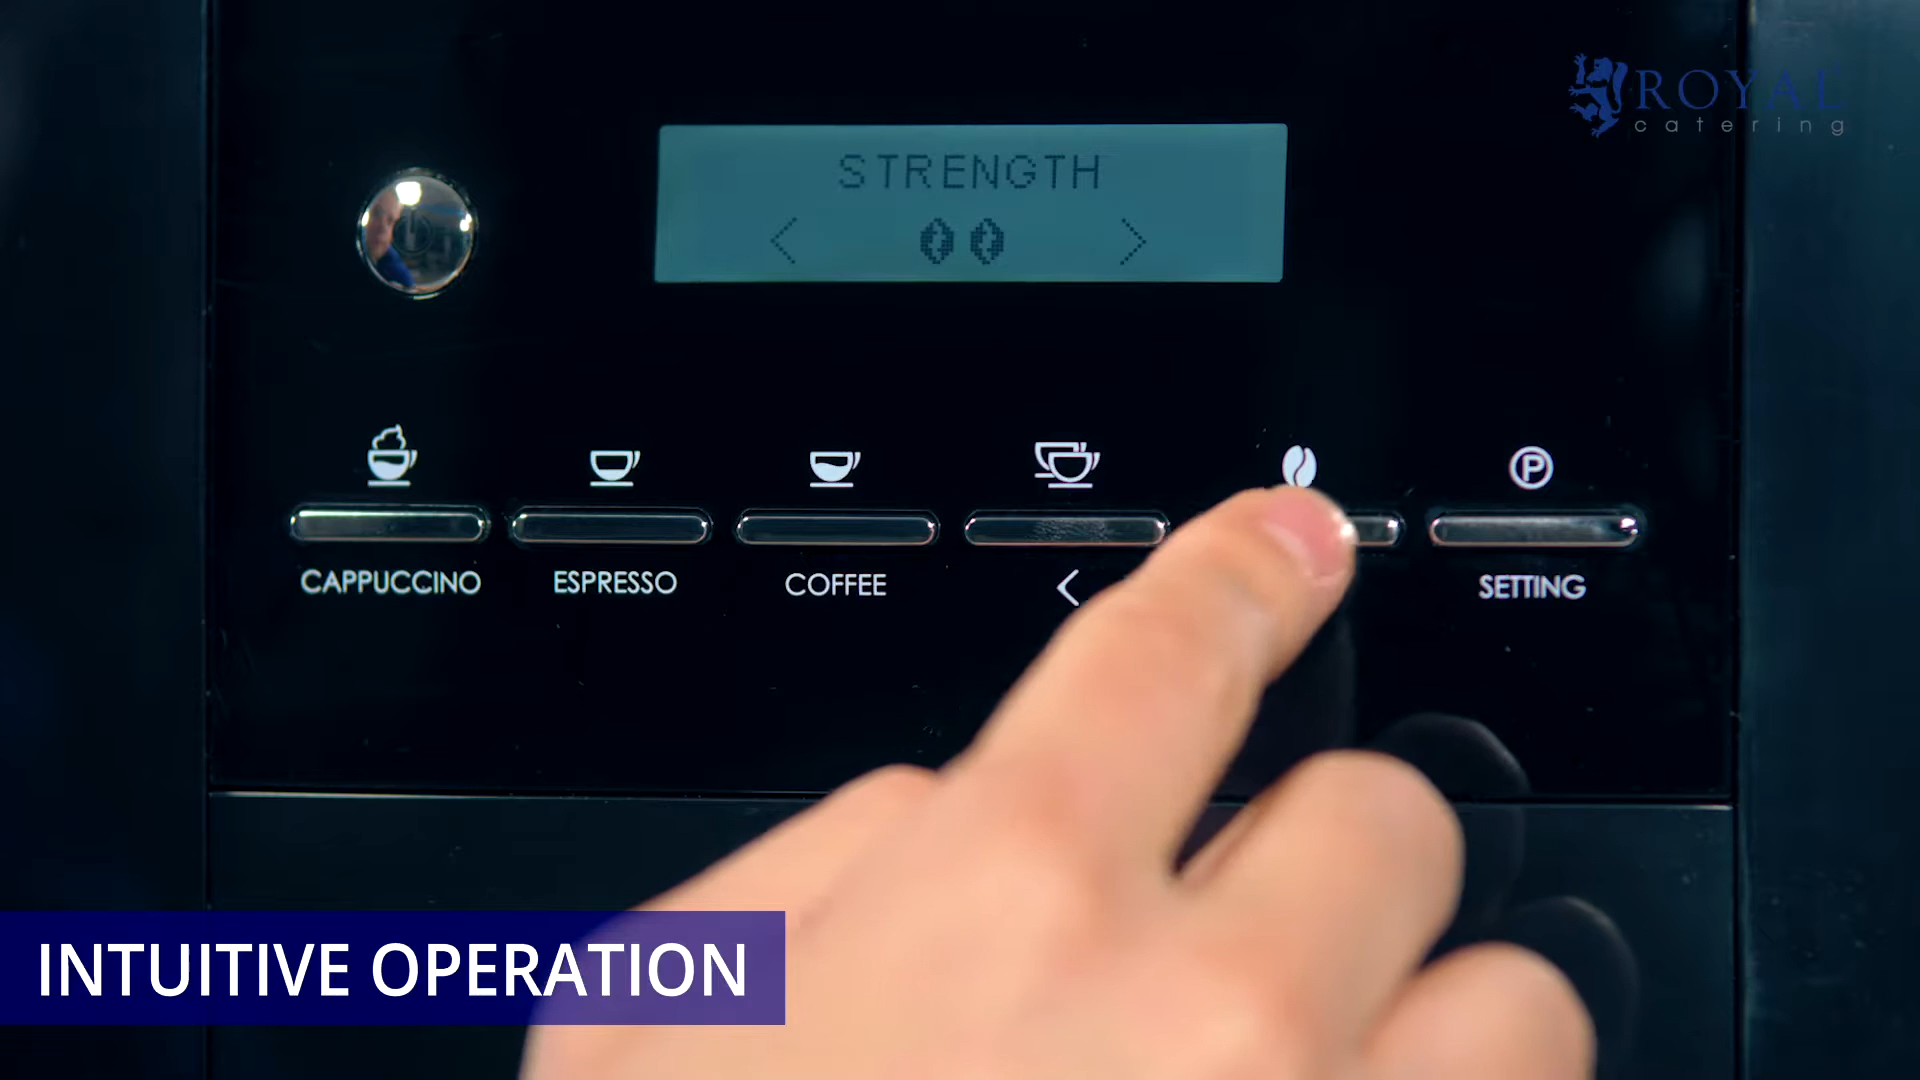 ROYAL
catering
STRENGTH
< >
CAPPUCCINO
ESPRESSO
COFFEE
<
SETTING
INTUITIVE OPERATION